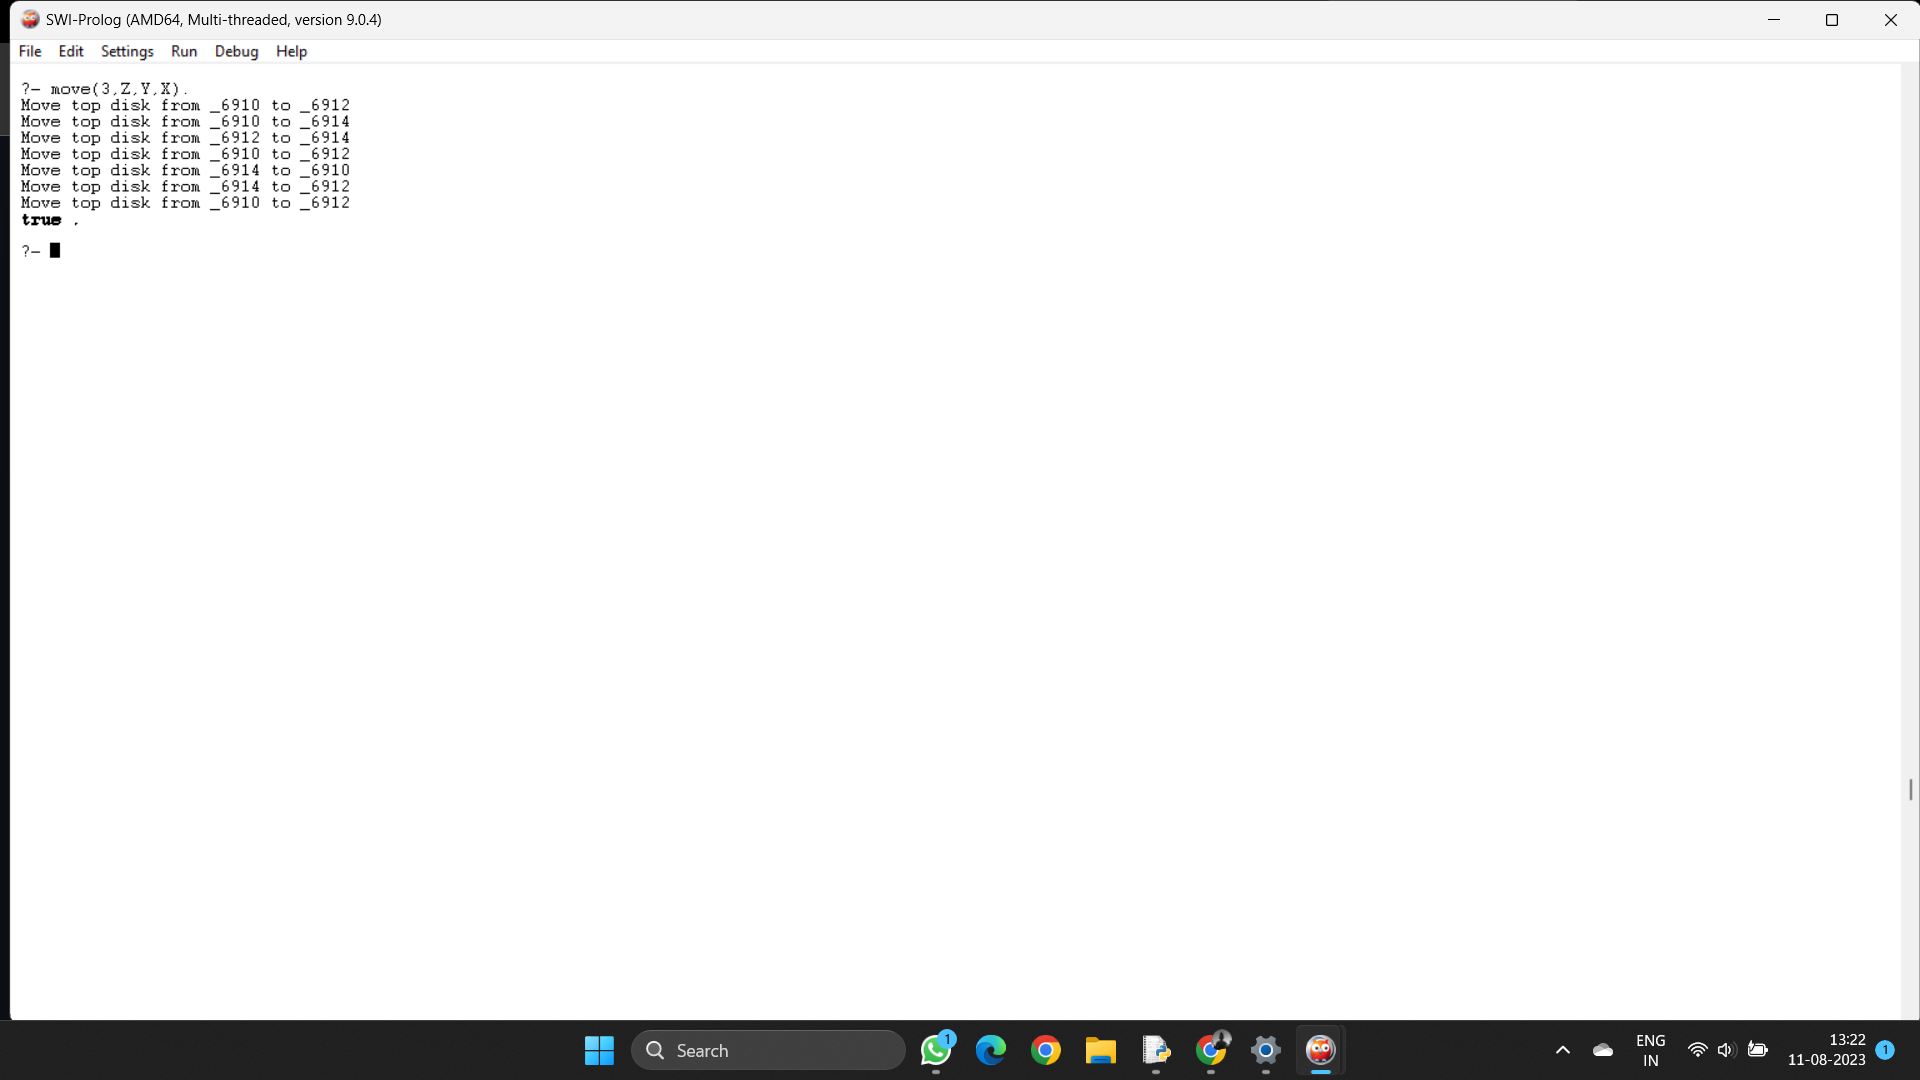 SWI-Prolog (AMD64, Multi-threaded, version 9.0.4)
File Edit Settings Run Debug Help
?- move(3,Z,Y,X).
Move top disk from _6910 to _6912
Move top disk from _6910 to _6914
Move top disk from _6912 to _6914
Move top disk from _6910 to _6912
Move top disk from _6914 to _6910
Move top disk from _6914 to _6912
Move top disk from _6910 to _6912
true .
?-
Search
1
ENG
IN
13:22
11-08-2023
1